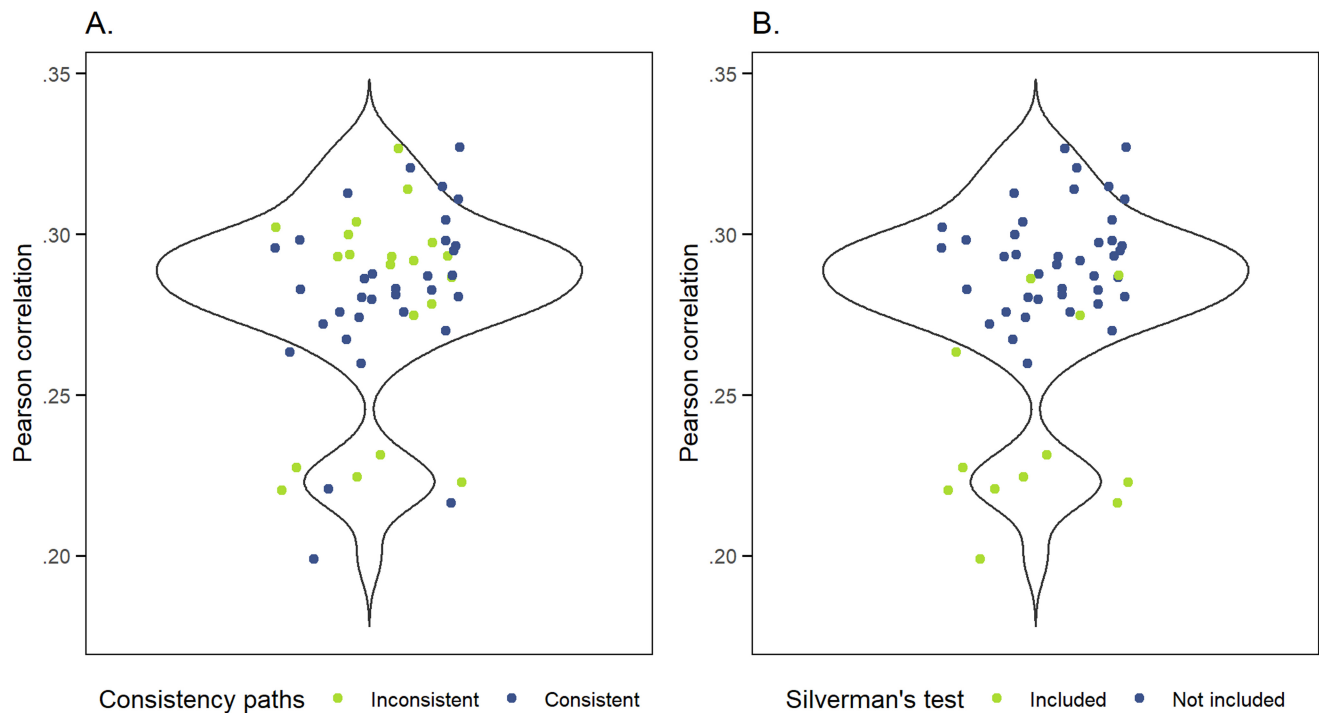 A.
Pearson correlation
.35
.30
.25
.20
Consistency paths Inconsistent Consistent
B.
Pearson correlation
.35
.30
.25
.20
Silverman's test Included Not included